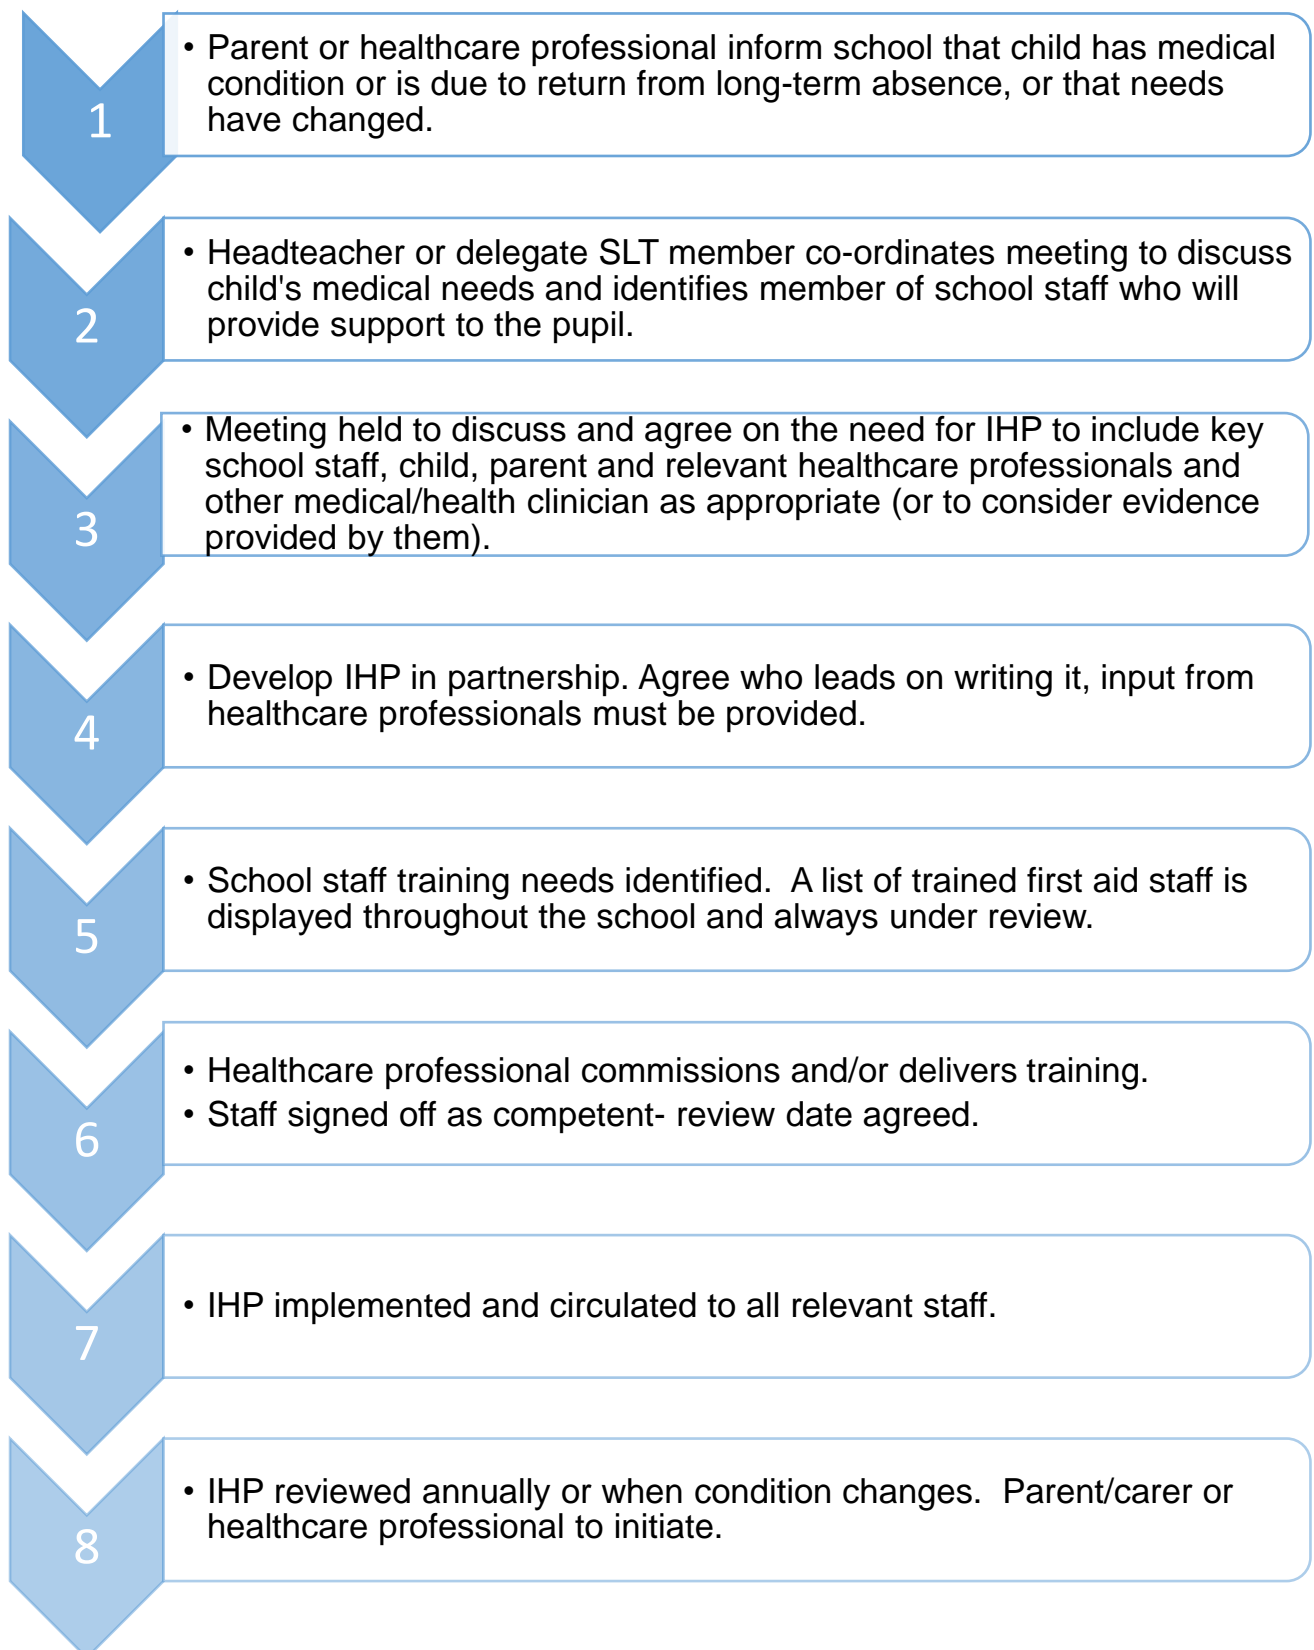 1
• Parent or healthcare professional inform school that child has medical
condition or is due to return from long-term absence, or that needs
have changed.
2
• Headteacher or delegate SLT member co-ordinates meeting to discuss
child's medical needs and identifies member of school staff who will
provide support to the pupil.
3
• Meeting held to discuss and agree on the need for IHP to include key
school staff, child, parent and relevant healthcare professionals and
other medical/health clinician as appropriate (or to consider evidence
provided by them).
4
• Develop IHP in partnership. Agree who leads on writing it, input from
healthcare professionals must be provided.
5
• School staff training needs identified.  A list of trained first aid staff is
displayed throughout the school and always under review.
6
• Healthcare professional commissions and/or delivers training.
• Staff signed off as competent- review date agreed.
7
• IHP implemented and circulated to all relevant staff.
8
• IHP reviewed annually or when condition changes.  Parent/carer or
healthcare professional to initiate.